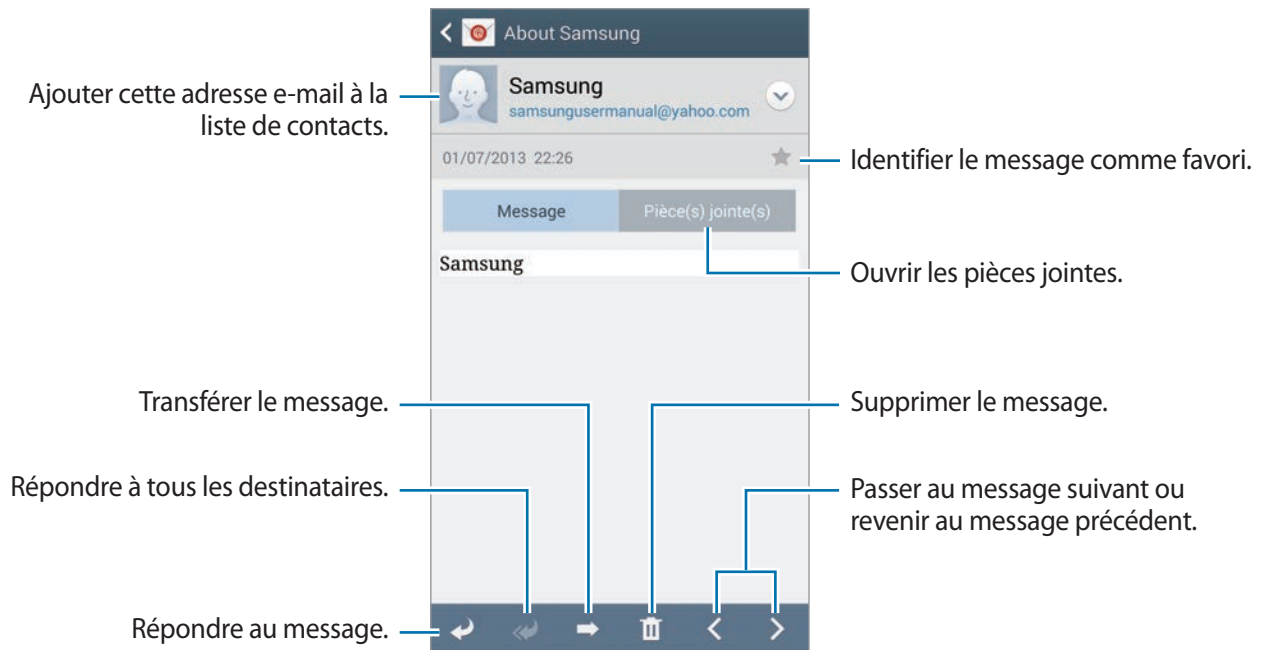 About Samsung
Samsung
samsungusermanual@yahoo.com
Ajouter cette adresse e-mail à la
liste de contacts.
01/07/2013 22:26
Identifier le message comme favori.
Message
Pièce(s) jointe(s)
Samsung
Ouvrir les pièces jointes.
Transférer le message.
Supprimer le message.
Répondre à tous les destinataires.
Passer au message suivant ou
revenir au message précédent.
Répondre au message.